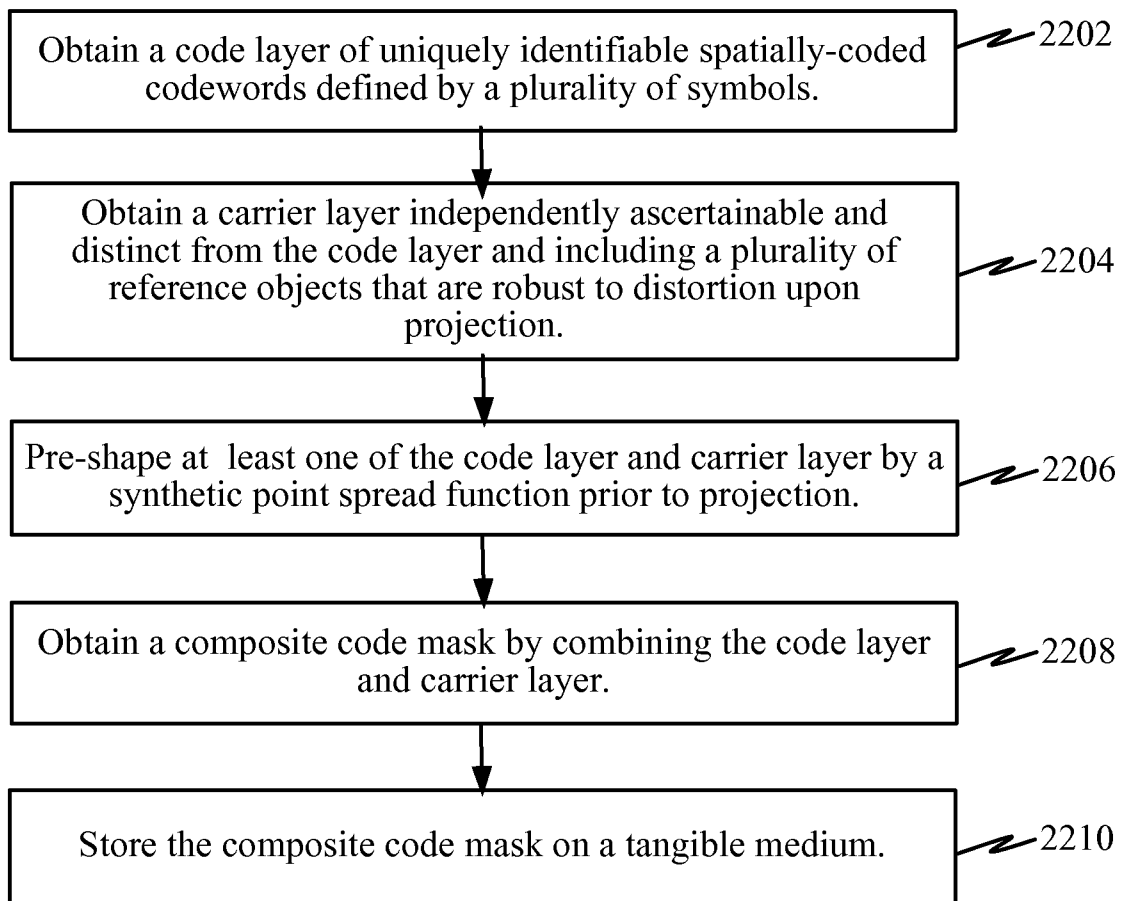 Obtain a code layer of uniquely identifiable spatially-coded
codewords defined by a plurality of symbols.
2202
Obtain a carrier layer independently ascertainable and
distinct from the code layer and including a plurality of
reference objects that are robust to distortion upon
projection.
2204
Pre-shape at least one of the code layer and carrier layer by a
synthetic point spread function prior to projection.
2206
Obtain a composite code mask by combining the code layer
and carrier layer.
2208
Store the composite code mask on a tangible medium.
2210